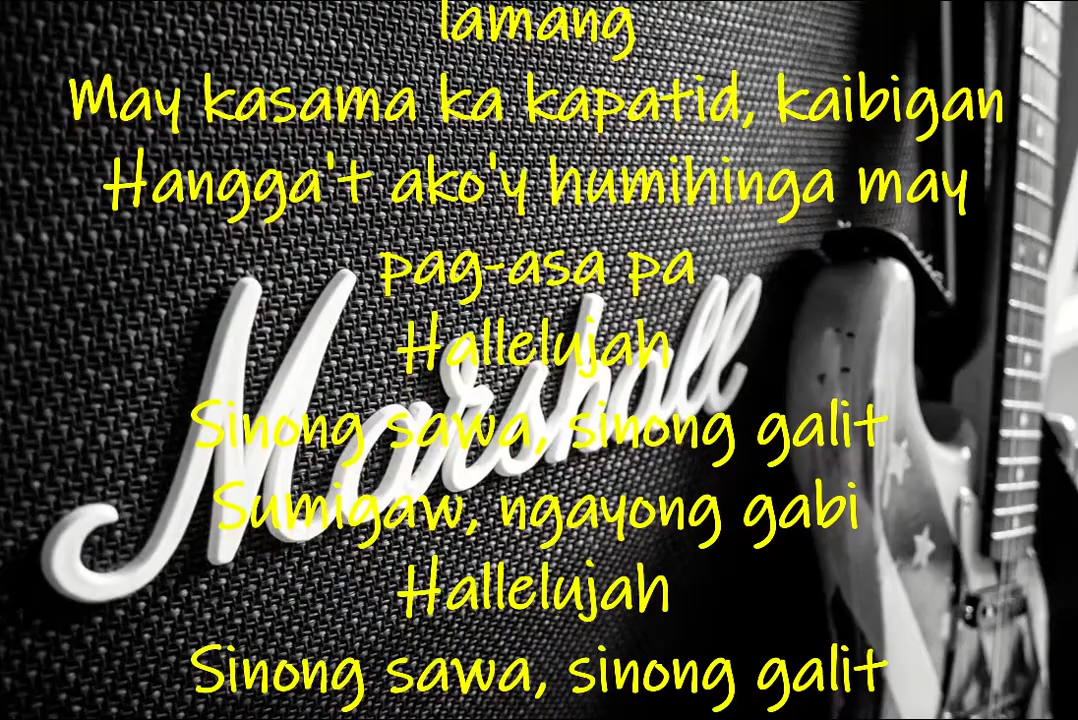 lamang
May kasama ka kapatid, kaibigan
Hangga't ako'y humihinga may
pag-asa pa
Hallelujah
Marshall
Sinong sawa, sinong galit
Sumigaw, ngayong gabi
Hallelujah
Sinong sawa, sinong galit